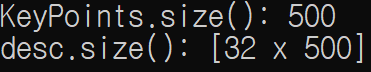 KeyPoints.size(): 500
desc.size(): [32 x 500]